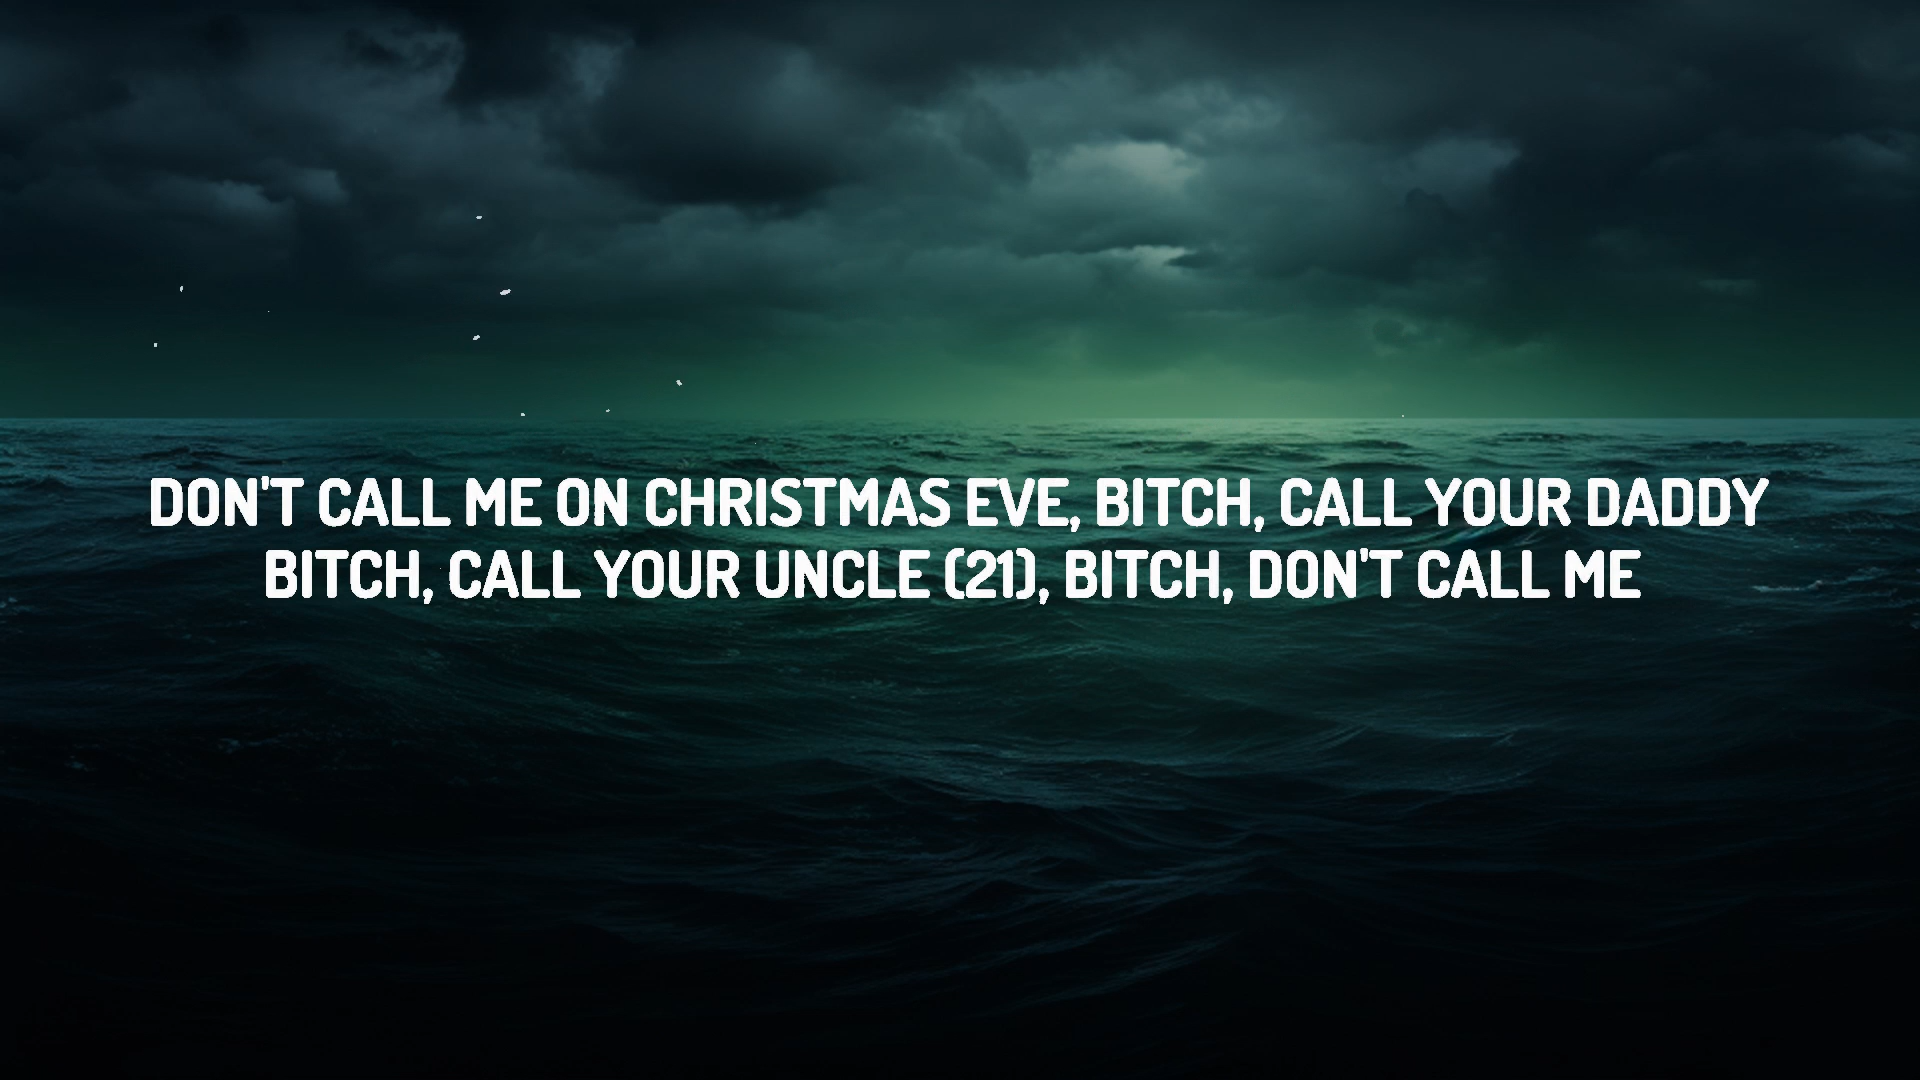 DON'T CALL ME ON CHRISTMAS EVE, BITCH, CALL YOUR DADDY
BITCH, CALL YOUR UNCLE (21), BITCH, DON'T CALL ME